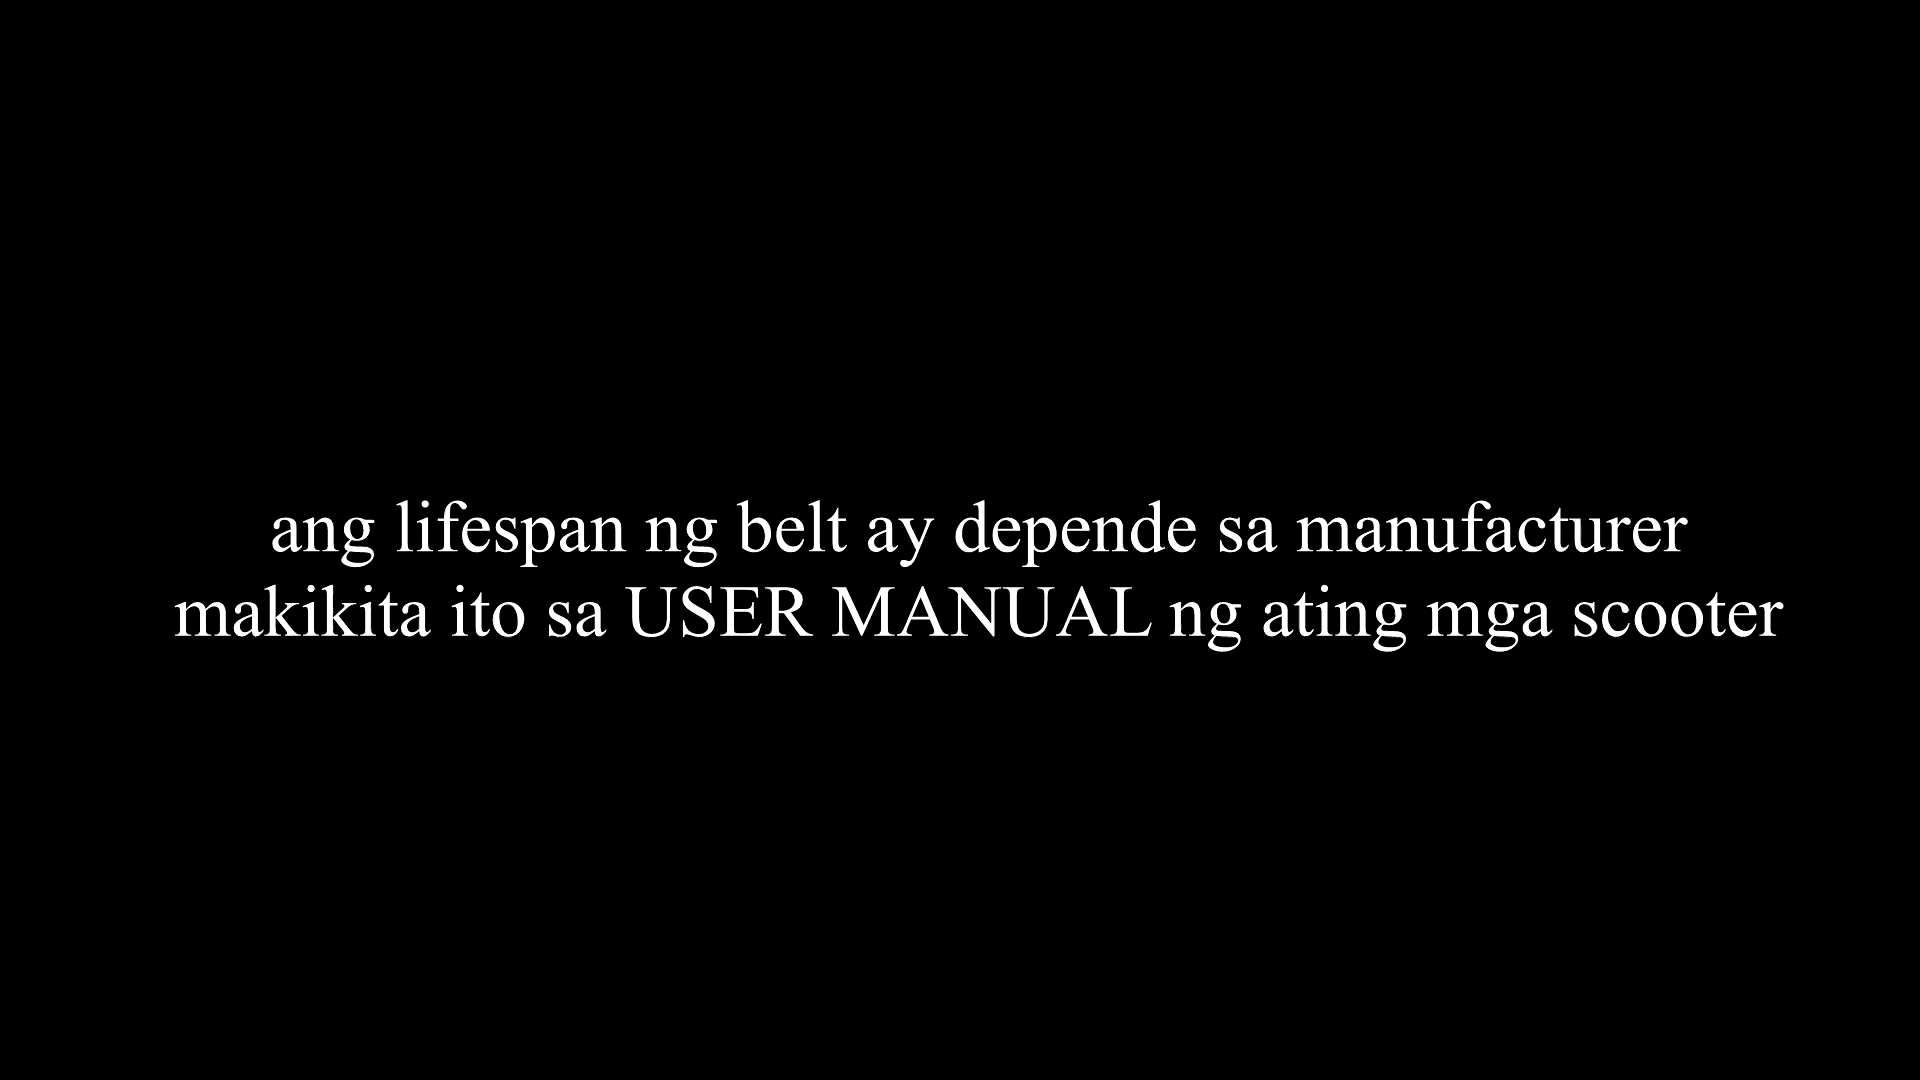 ang lifespan ng belt ay depende sa manufacturer
makikita ito sa USER MANUAL ng ating mga scooter